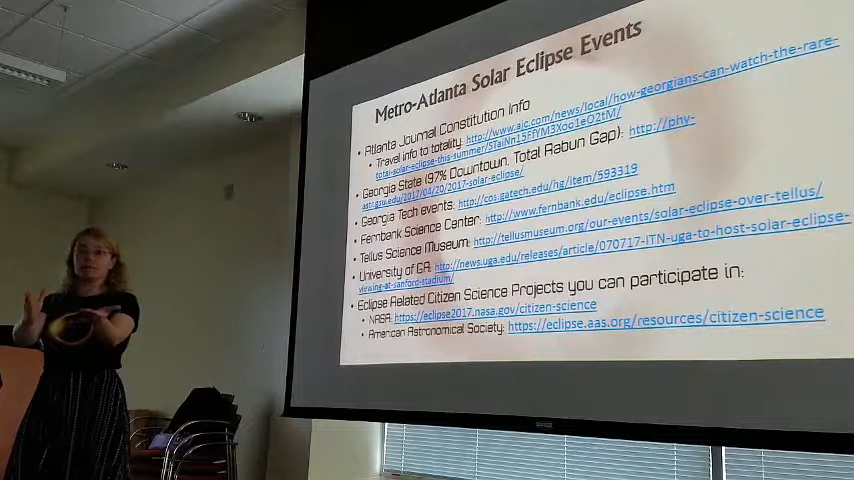 Metro-Atlanta Solar Eclipse Events
• Atlanta Journal Constitution Info
• Travel info to totality: http://www.ajc.com/news/local/how-georgians-can-watch-the-rare-
total-solar-eclipse-this-summer/5TaiNn15FfYM3Xoo1eO2tM/
• Georgia State (97% Downtown, Total Rabun Gap): http://phy-
astr.gsu.edu/2017/04/20/2017-solar-eclipse/
• Georgia Tech events: http://cos.gatech.edu/hg/item/593319
• Fernbank Science Center: http://www.fernbank.edu/eclipse.htm
• Tellus Science Museum: http://tellusmuseum.org/our-events/solar-eclipse-over-tellus/
• University of GA: http://news.uga.edu/releases/article/070717-ITN-uga-to-host-solar-eclipse-
viewing-at-sanford-stadium/
• Eclipse Related Citizen Science Projects you can participate in:
• NASA: https://eclipse2017.nasa.gov/citizen-science
• American Astronomical Society: https://eclipse.aas.org/resources/citizen-science